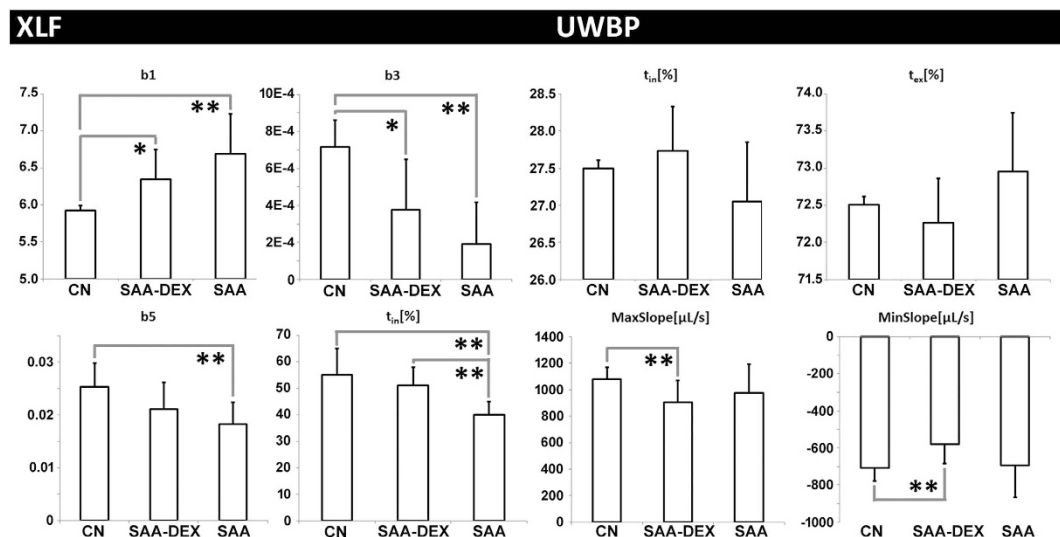 XLF UWBP
b1
7.5
7.0
6.5
6.0
5.5
5.0
**
*
CN SAA-DEX SAA
b3
10E-4
8E-4
6E-4
4E-4
2E-4
0
**
*
CN SAA-DEX SAA
tin[%]
28.5
28.0
27.5
27.0
26.5
26.0
CN SAA-DEX SAA
tex[%]
74.0
73.5
73.0
72.5
72.0
71.5
CN SAA-DEX SAA
b5
0.03
0.02
0.01
0
**
CN SAA-DEX SAA
tin[%]
70
60
50
40
30
20
10
0
**
**
CN SAA-DEX SAA
MaxSlope[µL/s]
1400
1200
1000
800
600
400
200
0
**
CN SAA-DEX SAA
MinSlope[µL/s]
0
-200
-400
-600
-800
-1000
**
CN SAA-DEX SAA